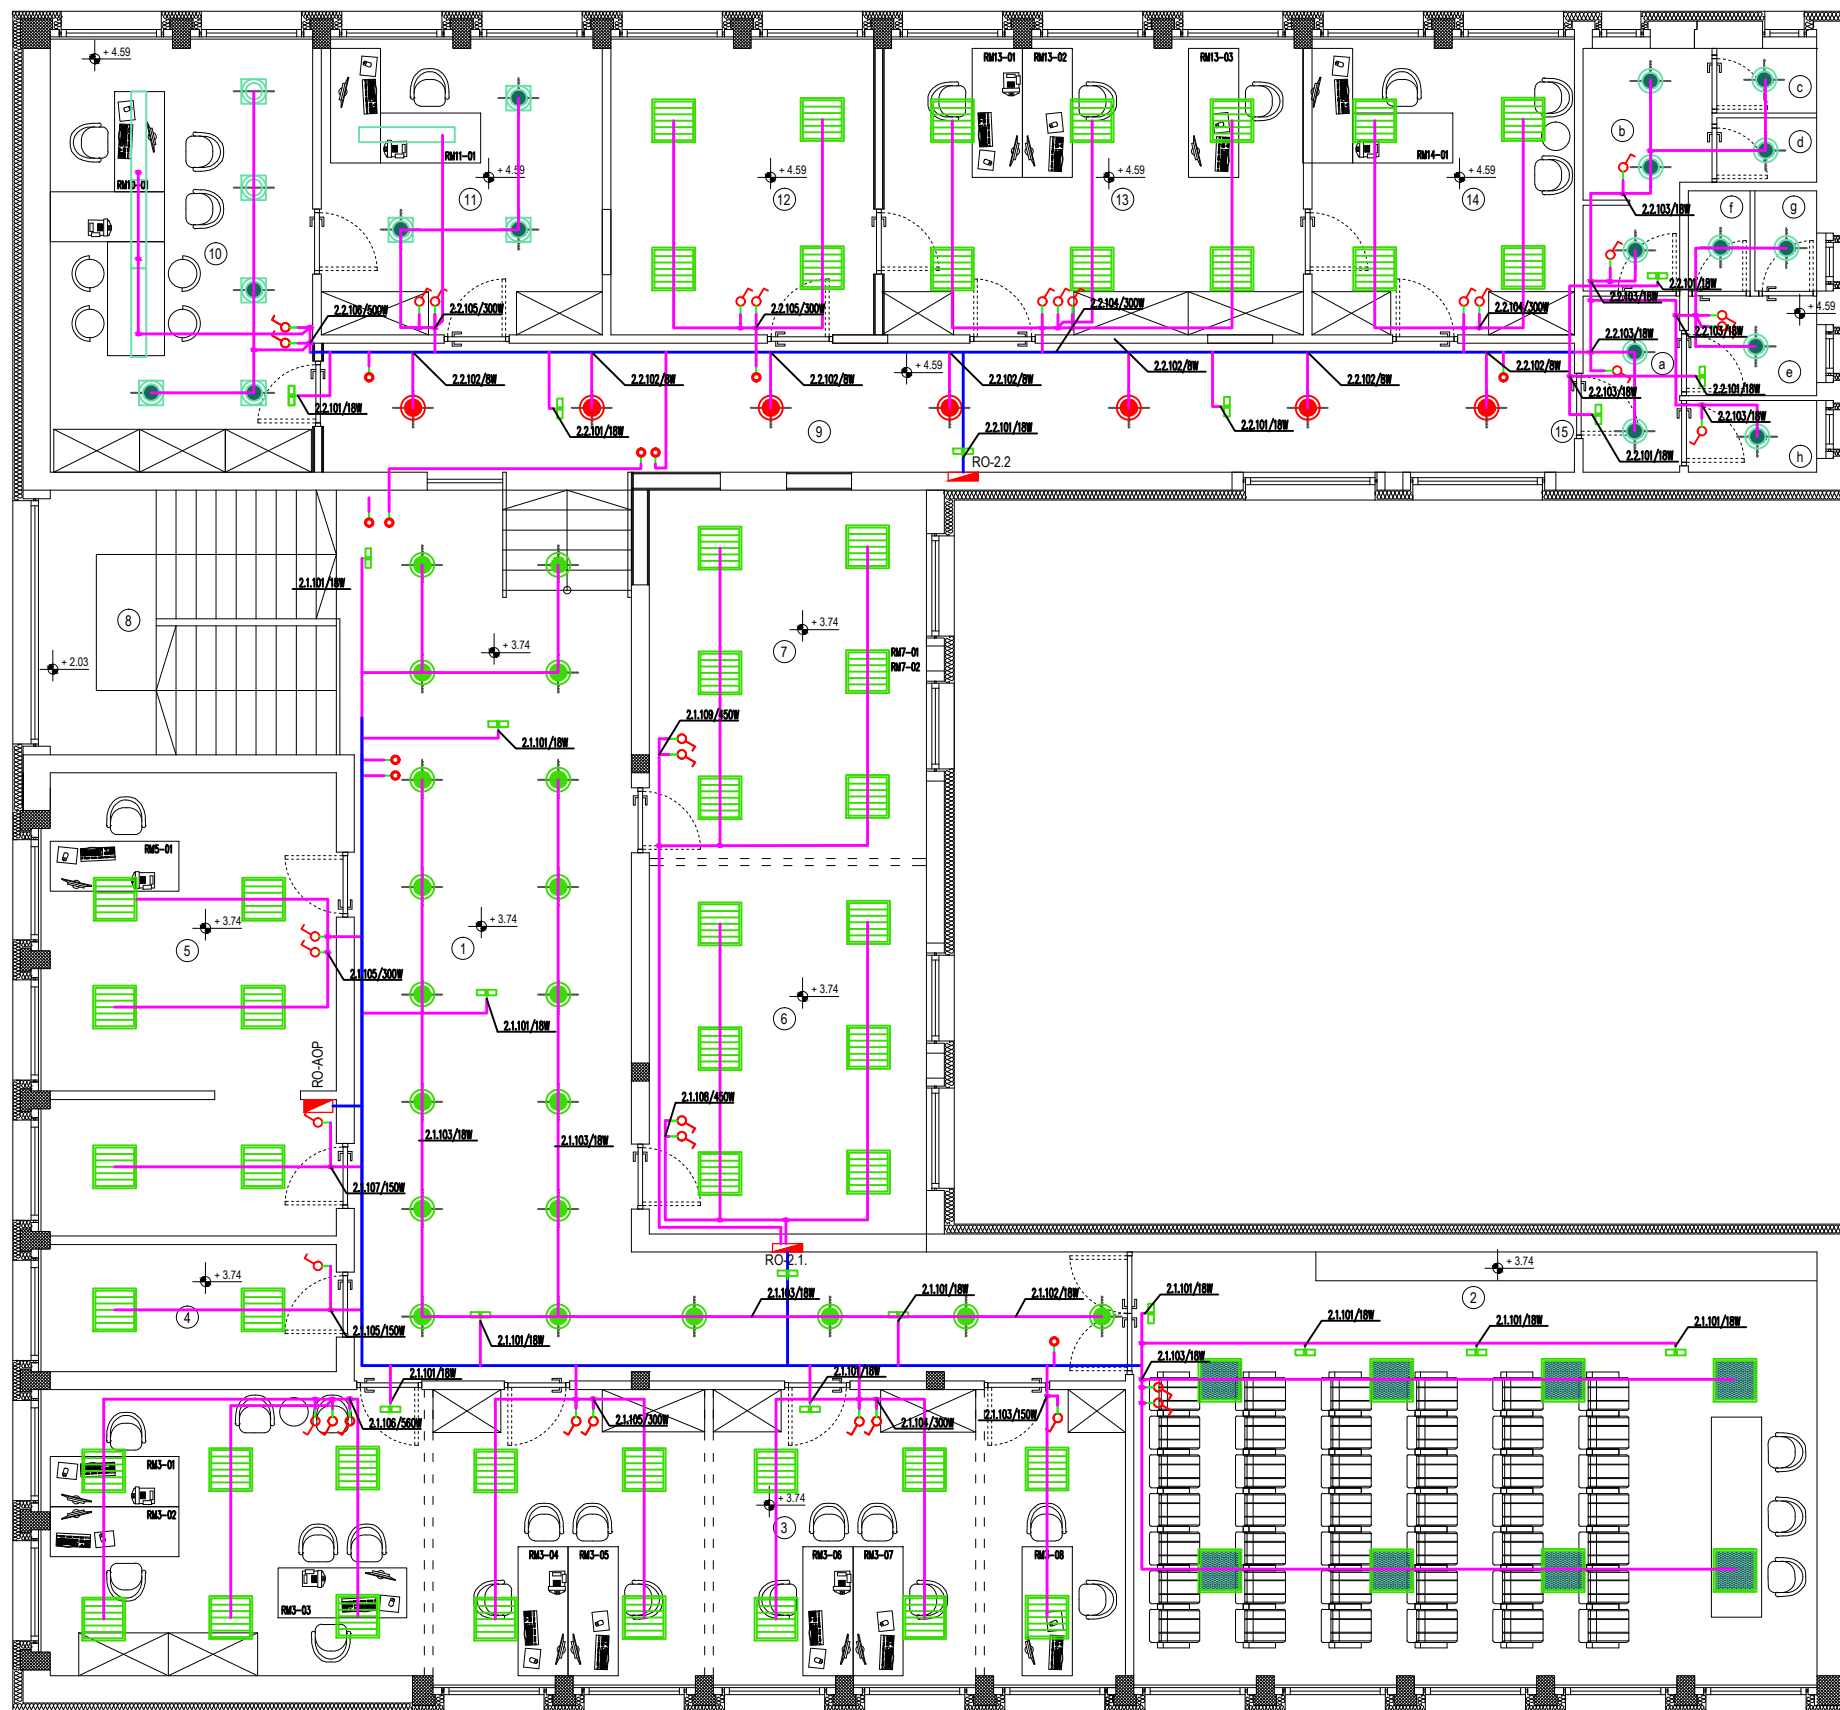 + 4.59
RM10-01
10
2.2.106/500W
2.2.101/18W
RM11-01
+ 4.59
11
2.2.105/300W
+ 4.59
12
2.2.105/300W
RM13-01
RM13-02
RM13-03
+ 4.59
13
2.2.104/300W
RM14-01
+ 4.59
14
2.2.104/300W
b
c
d
2.2.103/18W
f
g
2.2.101/18W
2.2.103/18W
2.2.103/18W
2.2.103/18W
+ 4.59
a
e
2.2.101/18W
2.2.103/18W
2.2.103/18W
15
2.2.101/18W
h
2.2.102/8W
2.2.102/8W
2.2.102/8W
+ 4.59
2.2.102/8W
2.2.102/8W
2.2.102/8W
2.2.102/8W
2.2.101/18W
9
2.2.101/18W
2.2.101/18W
RO-2.2
2.1.101/18W
8
+ 2.03
+ 3.74
+ 3.74
7
RM7-01
RM7-02
2.1.109/450W
2.1.101/18W
RM5-01
+ 3.74
5
2.1.105/300W
+ 3.74
1
2.1.101/18W
+ 3.74
6
RO-AOP
2.1.108/450W
2.1.103/18W
2.1.103/18W
2.1.107/150W
RO-2.1.
+ 3.74
4
2.1.105/150W
2.1.101/18W
2.1.103/18W
2.1.101/18W
2.1.102/18W
2.1.101/18W
+ 3.74
2
2.1.101/18W
2.1.101/18W
2.1.101/18W
2.1.103/18W
2.1.101/18W
2.1.101/18W
2.1.106/560W
2.1.105/300W
2.1.104/300W
2.1.103/150W
RM3-01
RM3-02
RM3-03
RM3-04
RM3-05
+ 3.74
3
RM3-06
RM3-07
RM3-08